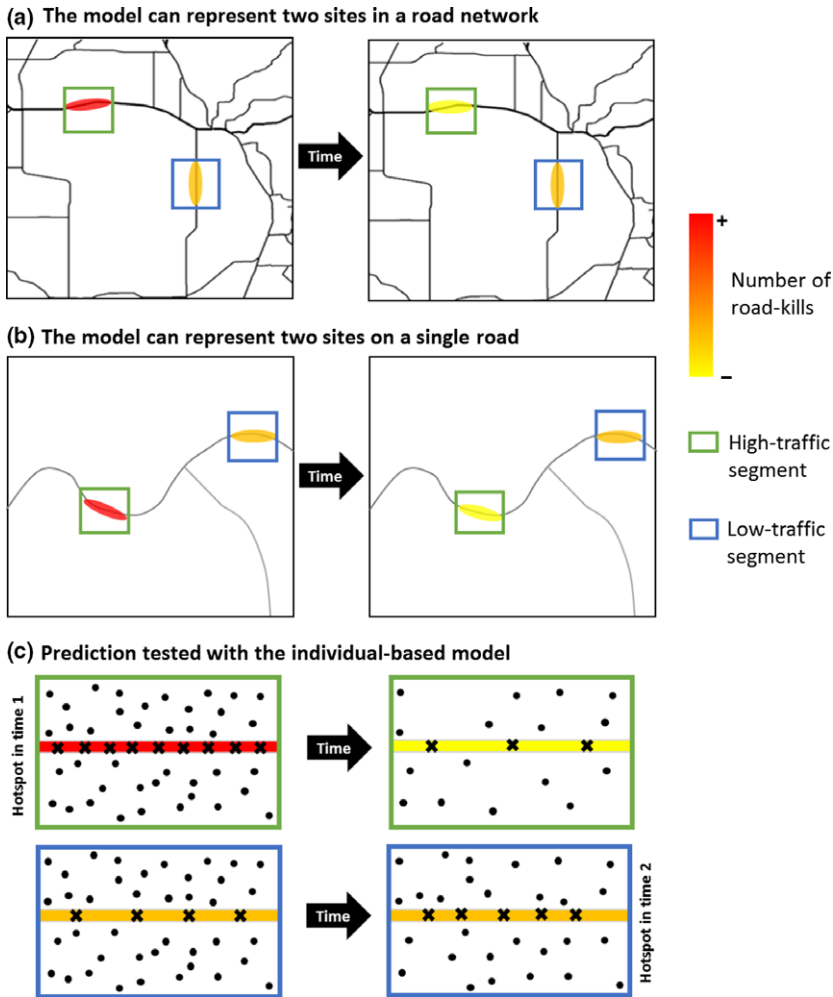 (a) The model can represent two sites in a road network
Time
+
Number of
road-kills
−
(b) The model can represent two sites on a single road
Time
High-traffic
segment
Low-traffic
segment
(c) Prediction tested with the individual-based model
Hotspot in time 1
Time
Time
Hotspot in time 2